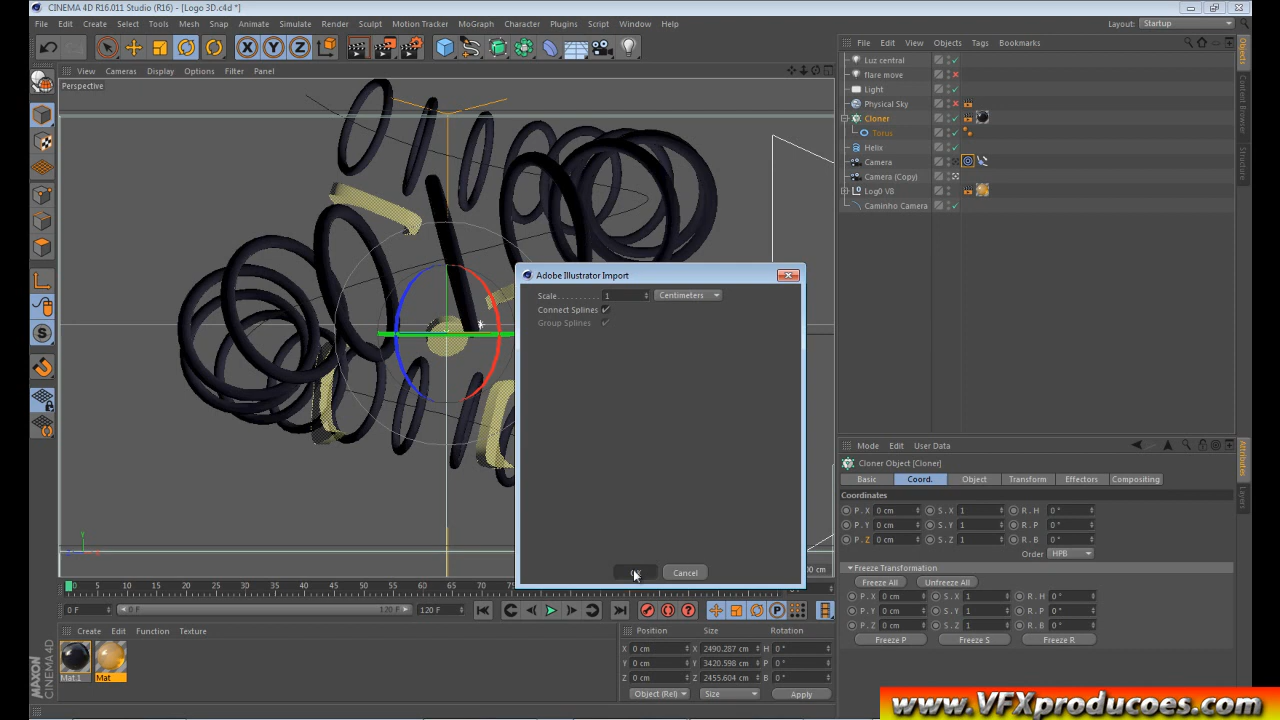 CINEMA 4D R16.011 Studio (R16) - [Logo 3D.c4d *]
File Edit Create Select Tools Mesh Snap Animate Simulate Render Sculpt Motion Tracker MoGraph Character Plugins Script Window Help
Layout: Startup
File Edit View Objects Tags Bookmarks
View Cameras Display Options Filter Panel
Perspective
Luz central
flare move
Light
Physical Sky
Cloner
Torus
Helix
Camera
Camera (Copy)
Log0 V8
Caminho Camera
Objects
Content Browser
Structure
Adobe Illustrator Import
Scale 1 Centimeters
Connect Splines
Group Splines
Cancel
Mode Edit User Data
Cloner Object [Cloner]
Basic Coord. Object Transform Effectors Compositing
Coordinates
P . X 0 cm S . X 1 R . H 0 °
P . Y 0 cm S . Y 1 R . P 0 °
P . Z 0 cm S . Z 1 R . B 0 °
Order HPB
Freeze Transformation
Freeze All Unfreeze All
P . X 0 cm S . X 1 R . H 0 °
P . Y 0 cm S . Y 1 R . P 0 °
P . Z 0 cm S . Z 1 R . B 0 °
Freeze P Freeze S Freeze R
Attributes
Layers
0 5 10 15 20 25 30 35 40 45 50 55 60 65 70 75
0 F 0 F 120 F 120 F
Create Edit Function Texture
Mat.1 Mat
Position Size Rotation
X 0 cm X 2490.287 cm H 0 °
Y 0 cm Y 3420.598 cm P 0 °
Z 0 cm Z 2455.604 cm B 0 °
Object (Rel) Size Apply
MAXON
CINEMA 4D
www.VFXproducoes.com